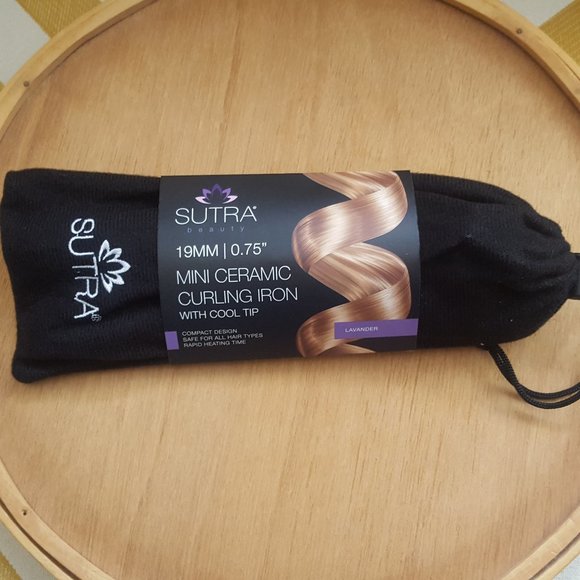 SUTRA®
SUTRA®
beauty
19MM | 0.75"
MINI CERAMIC
CURLING IRON
WITH COOL TIP
COMPACT DESIGN
SAFE FOR ALL HAIR TYPES
RAPID HEATING TIME
LAVANDER